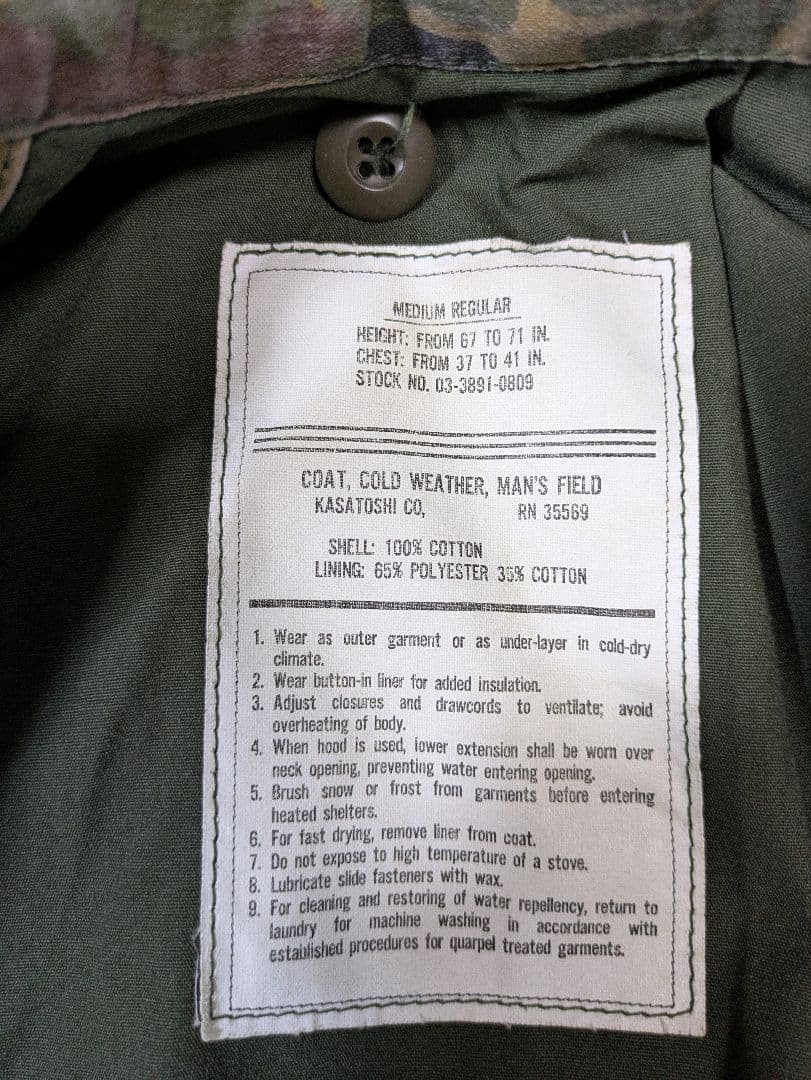 MEDIUM REGULAR
HEIGHT: FROM 67 TO 71 IN.
CHEST: FROM 37 TO 41 IN.
STOCK NO. 03-3891-0809
COAT, COLD WEATHER, MAN'S FIELD
KASATOSHI CO, RN 35569
SHELL: 100% COTTON
LINING: 65% POLYESTER 35% COTTON
1. Wear as outer garment or as under-layer in cold-dry
climate.
2. Wear button-in liner for added insulation.
3. Adjust closures and drawcords to ventilate; avoid
overheating of body.
4. When hood is used, lower extension shall be worn over
neck opening, preventing water entering opening.
5. Brush snow or frost from garments before entering
heated shelters.
6. For fast drying, remove liner from coat.
7. Do not expose to high temperature of a stove.
8. Lubricate slide fasteners with wax.
9. For cleaning and restoring of water repellency, return to
laundry for machine washing in accordance with
established procedures for quarpel treated garments.